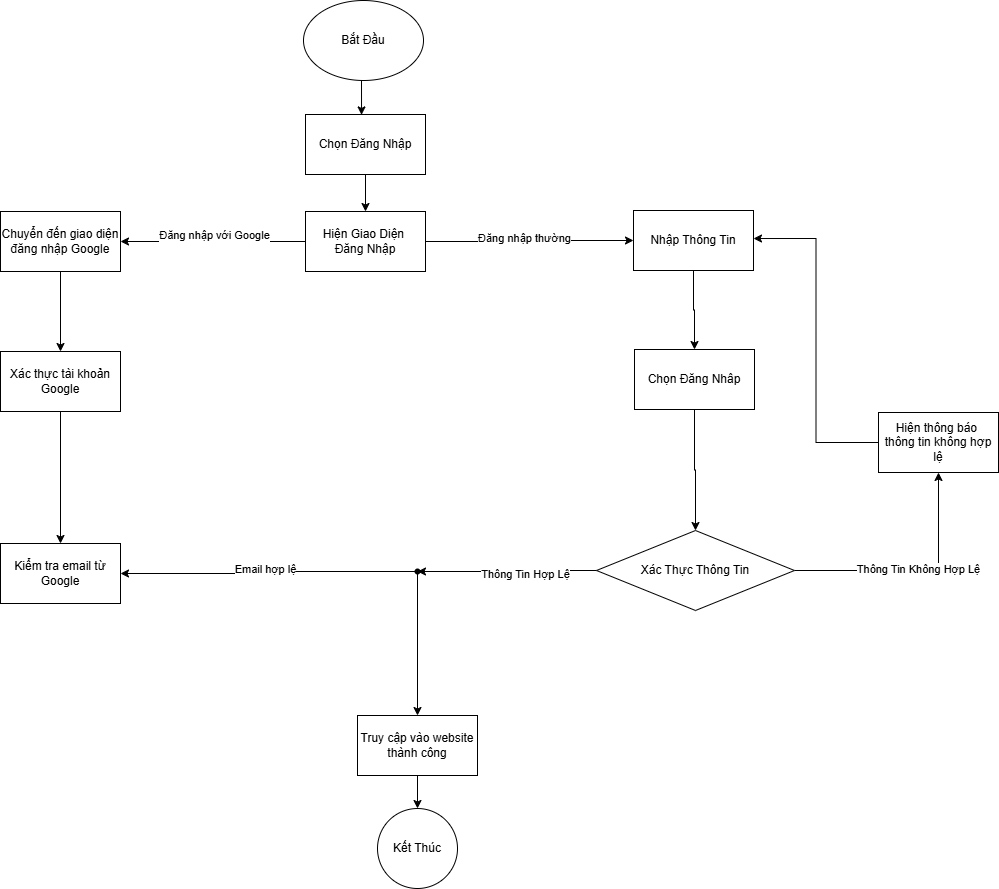 Bắt Đầu
Chọn Đăng Nhập
Chuyển đến giao diện
đăng nhập Google
Đăng nhập với Google
Hiện Giao Diện
Đăng Nhập
Đăng nhập thường
Nhập Thông Tin
Xác thực tài khoản
Google
Chọn Đăng Nhâp
Hiện thông báo
thông tin không hợp
lệ
Kiểm tra email từ
Google
Email hợp lệ
Thông Tin Hợp Lệ
Xác Thực Thông Tin
Thông Tin Không Hợp Lệ
Truy cập vào website
thành công
Kết Thúc